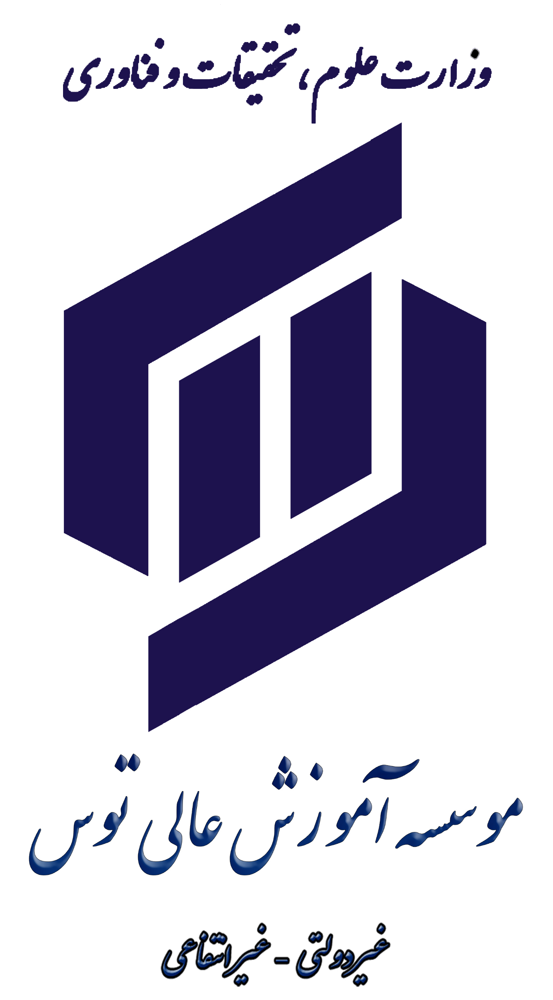 وزارت علوم، تحقیقات و فناوری
موسسه آموزش عالی توس
غیردولتی - غیرانتفاعی